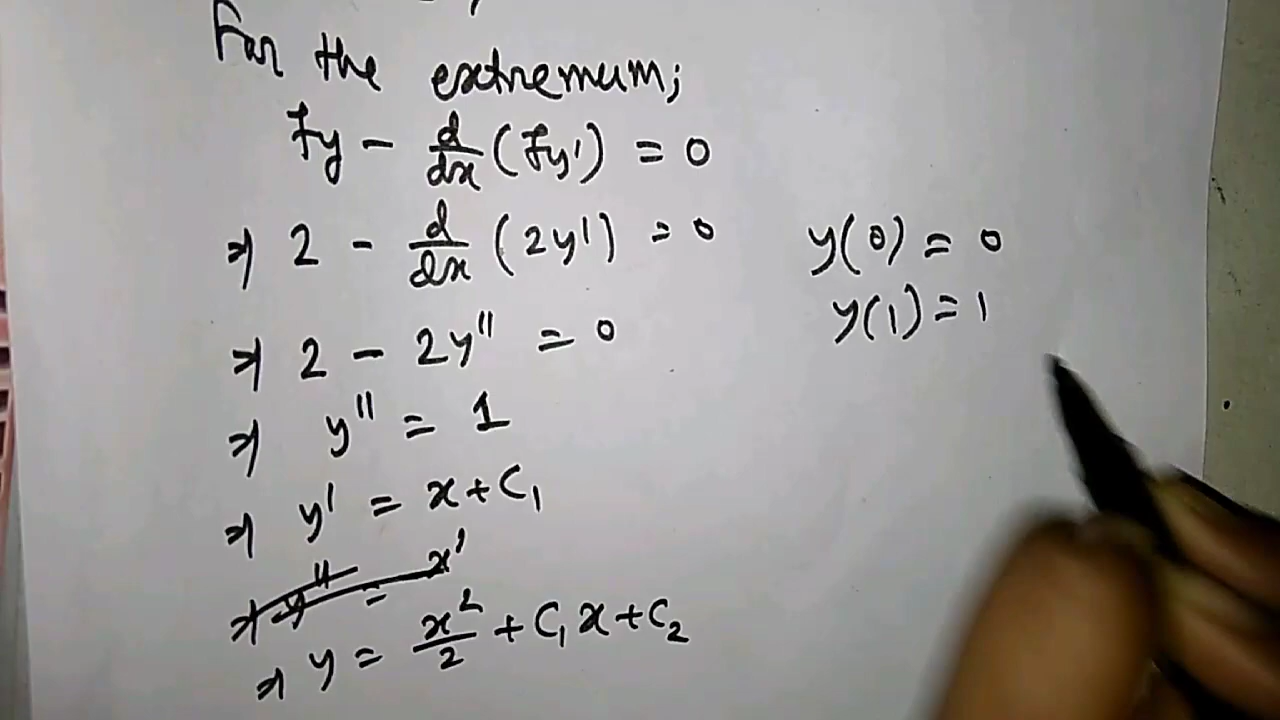 For the extremum;
fy - d/dx (fy') = 0
⇒ 2 - d/dx (2y') = 0
⇒ 2 - 2y'' = 0
⇒ y'' = 1
⇒ y' = x + C₁
⇒ y = x²/2 + C₁x + C₂
y(0) = 0
y(1) = 1